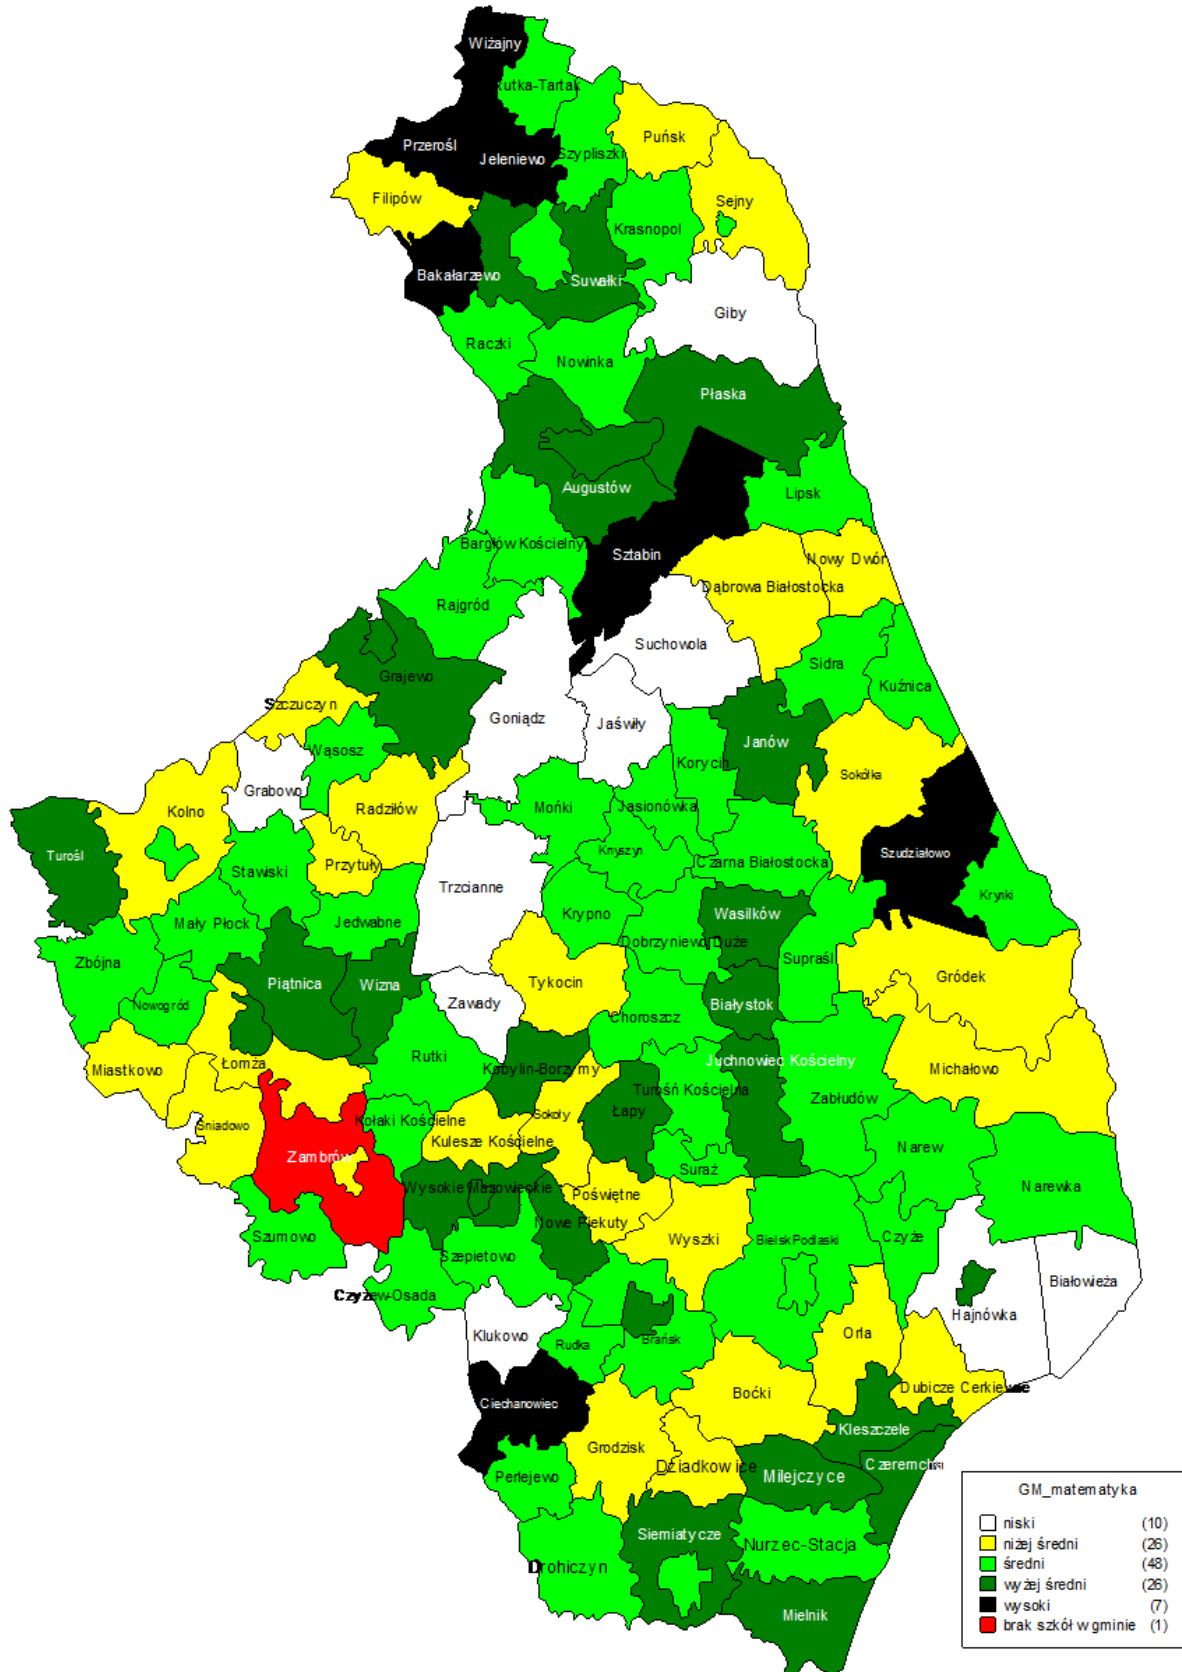 Wiżajny
Rutka-Tartak
Puńsk
Przerośl
Jeleniewo
Szypliszki
Filipów
Sejny
Krasnopol
Bakałarzewo
Suwałki
Giby
Raczki
Nowinka
Płaska
Augustów
Lipsk
Bargłów Kościelny
Sztabin
Nowy Dwór
Dąbrowa Białostocka
Rajgród
Suchowola
Sidra
Grajewo
Kuźnica
Szczuczyn
Goniądz
Jaświły
Janów
Wąsosz
Korycin
Sokółka
Grabowo
Kolno
Radziłów
Mońki
Jasionówka
Turośl
Knyszyn
Szudziałowo
Przytuły
Stawiski
Czarna Białostocka
Trzcianne
Krynki
Mały Płock
Jedwabne
Krypno
Wasilków
Dobrzyniewo Duże
Zbójna
Supraśl
Piątnica
Wizna
Tykocin
Gródek
Nowogród
Zawady
Białystok
Choroszcz
Rutki
Łomża
Miastkowo
Kobylin-Borzymy
Juchnowiec Kościelny
Michałowo
Turośń Kościelna
Zabłudów
Śniadowo
Kołaki Kościelne
Sokoły
Łapy
Kulesze Kościelne
Narew
Zambrów
Suraż
Narewka
Wysokie Mazowieckie
Poświętne
Nowe Piekuty
Szumowo
Wyszki
Bielsk Podlaski
Czyże
Szepietowo
Białowieża
Czyżew-Osada
Hajnówka
Klukowo
Rudka
Brańsk
Orla
Dubicze Cerkiewne
Boćki
Ciechanowiec
Kleszczele
Grodzisk
Dziadkowice
Czeremcha
Perlejewo
Milejczyce
Siemiatycze
Nurzec-Stacja
Drohiczyn
Mielnik
GM_matematyka
niski (10)
niżej średni (26)
średni (48)
wyżej średni (26)
wysoki (7)
brak szkół w gminie (1)